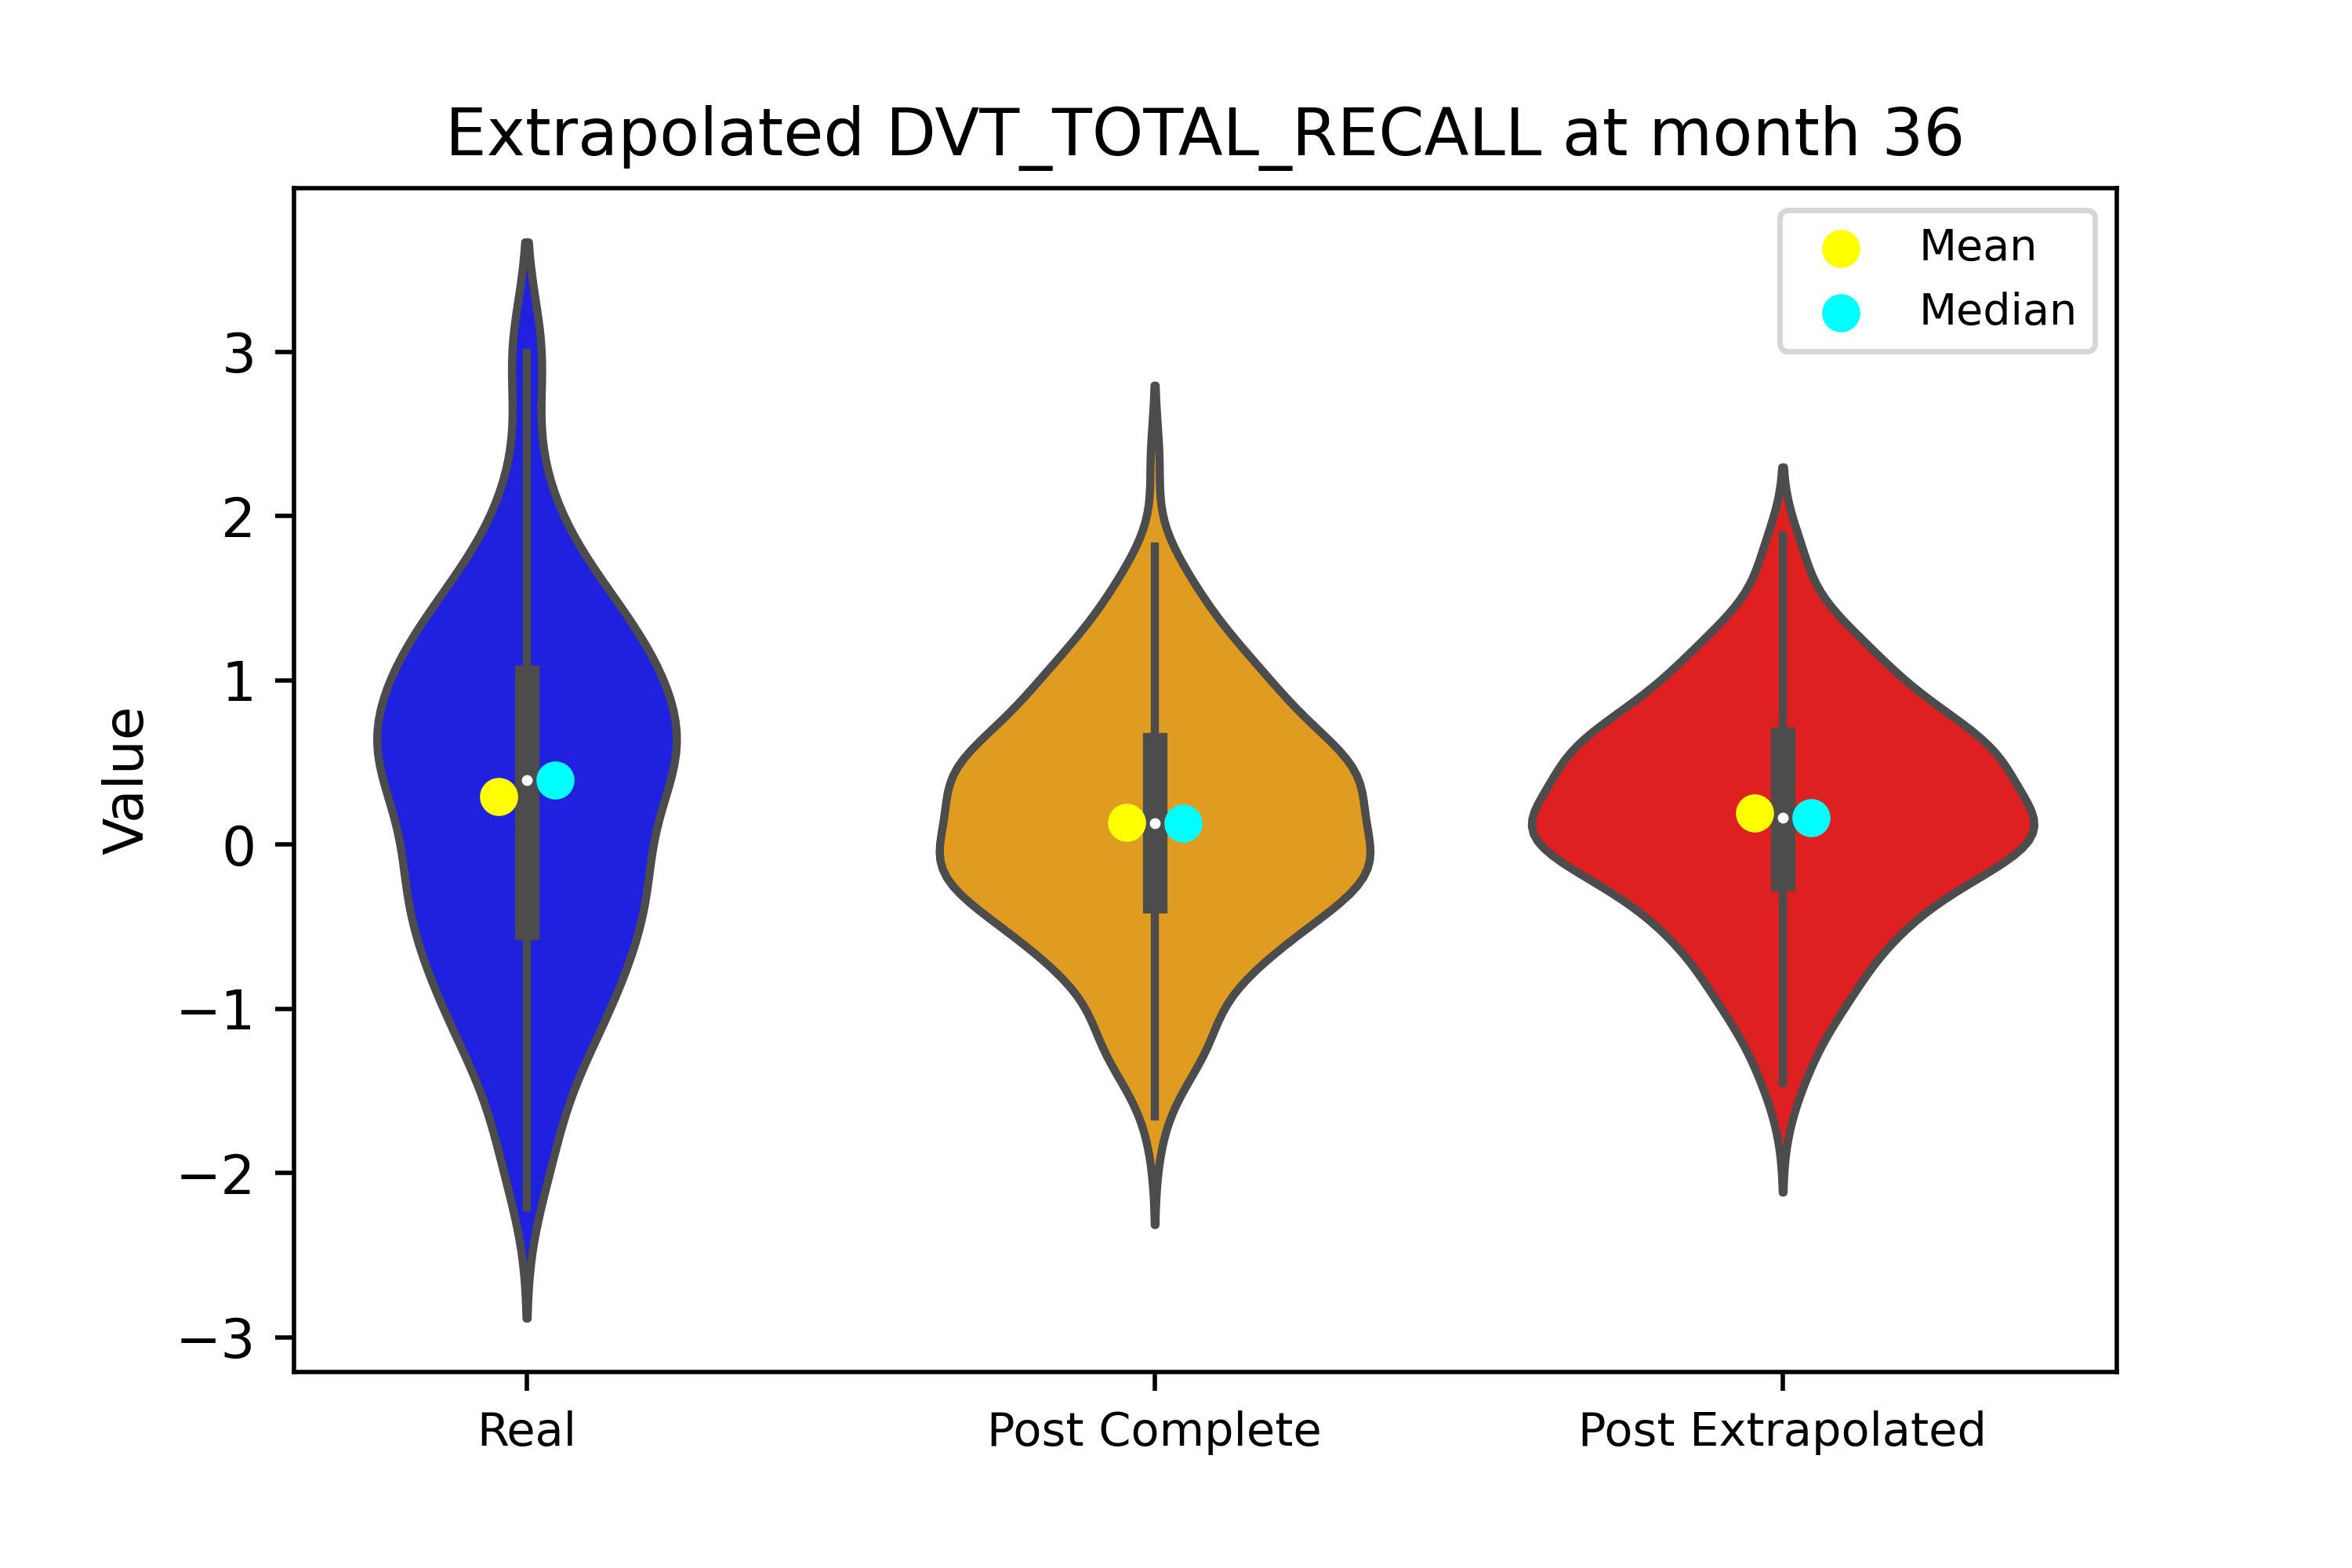 Extrapolated DVT_TOTAL_RECALL at month 36
Mean
Median
3
2
1
0
−1
−2
−3
Value
Real
Post Complete
Post Extrapolated